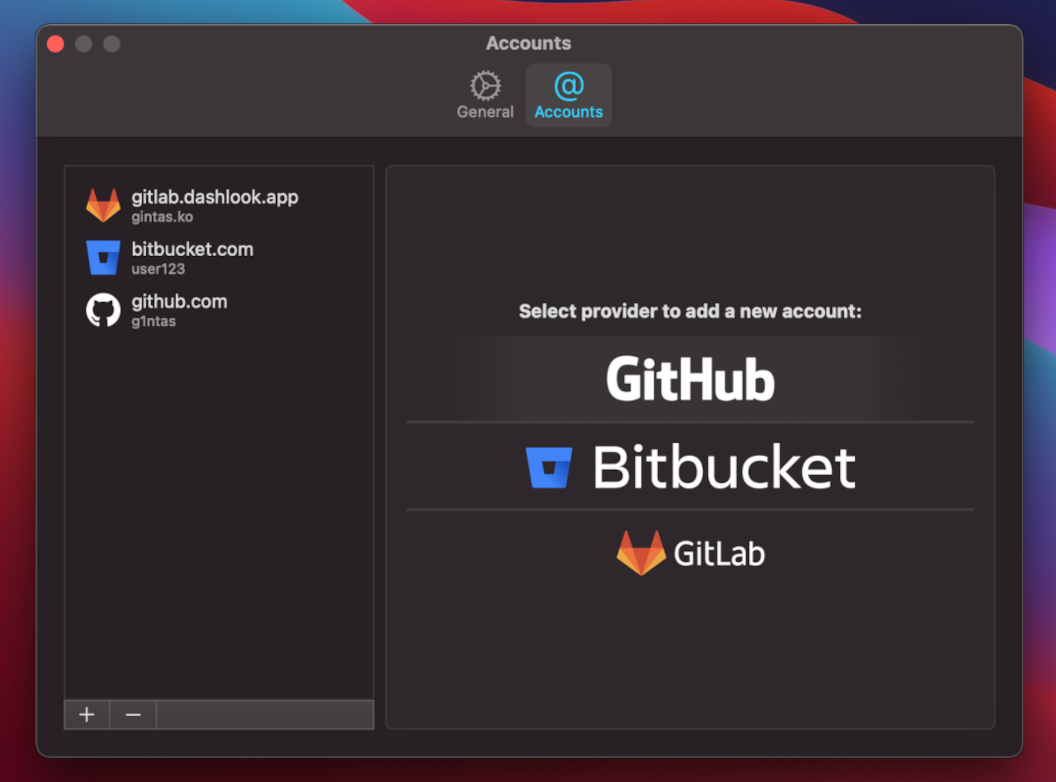 Accounts
General
@
Accounts
gitlab.dashlook.app
gintas.ko
bitbucket.com
user123
github.com
g1ntas
Select provider to add a new account:
GitHub
Bitbucket
GitLab
+ −